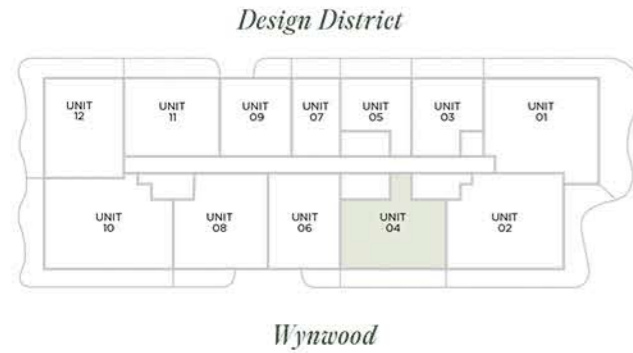 Design District
UNIT
12
UNIT
11
UNIT
09
UNIT
07
UNIT
05
UNIT
03
UNIT
01
UNIT
10
UNIT
08
UNIT
06
UNIT
04
UNIT
02
Wynwood